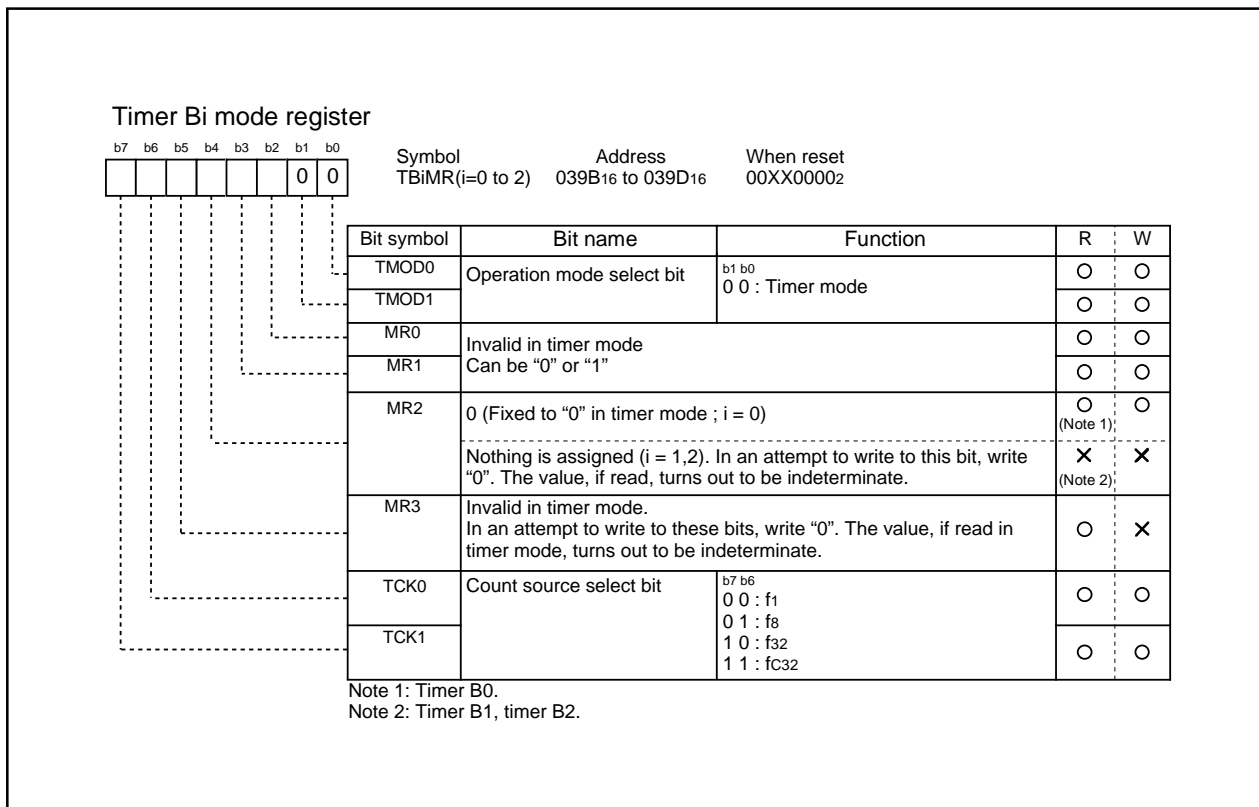 Timer Bi mode register
b7 b6 b5 b4 b3 b2 b1 b0
0 0
Symbol Address When reset
TBiMR(i=0 to 2) 039B16 to 039D16 00XX00002
Bit symbol Bit name Function R W
TMOD0 Operation mode select bit b1 b0
0 0 : Timer mode
TMOD1
MR0 Invalid in timer mode
MR1 Can be “0” or “1”
MR2 0 (Fixed to “0” in timer mode ; i = 0)
(Note 1)
Nothing is assigned (i = 1,2). In an attempt to write to this bit, write
“0”. The value, if read, turns out to be indeterminate.
(Note 2)
MR3 Invalid in timer mode.
In an attempt to write to these bits, write “0”. The value, if read in
timer mode, turns out to be indeterminate.
TCK0 Count source select bit b7 b6
0 0 : f1
0 1 : f8
TCK1 1 0 : f32
1 1 : fC32
Note 1: Timer B0.
Note 2: Timer B1, timer B2.